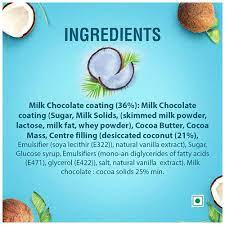 INGREDIENTS
Milk Chocolate coating (36%): Milk Chocolate
coating (Sugar, Milk Solids, (skimmed milk powder,
lactose, milk fat, whey powder), Cocoa Butter, Cocoa
Mass, Centre filling (desiccated coconut (21%),
Emulsifier (soya lecithin (E322)), natural vanilla extract), Sugar,
Glucose syrup, Emulsifiers (mono-an diglycerides of fatty acids
(E471), glycerol (E422)), salt, natural vanilla extract). Milk
chocolate : cocoa solids 25% min.